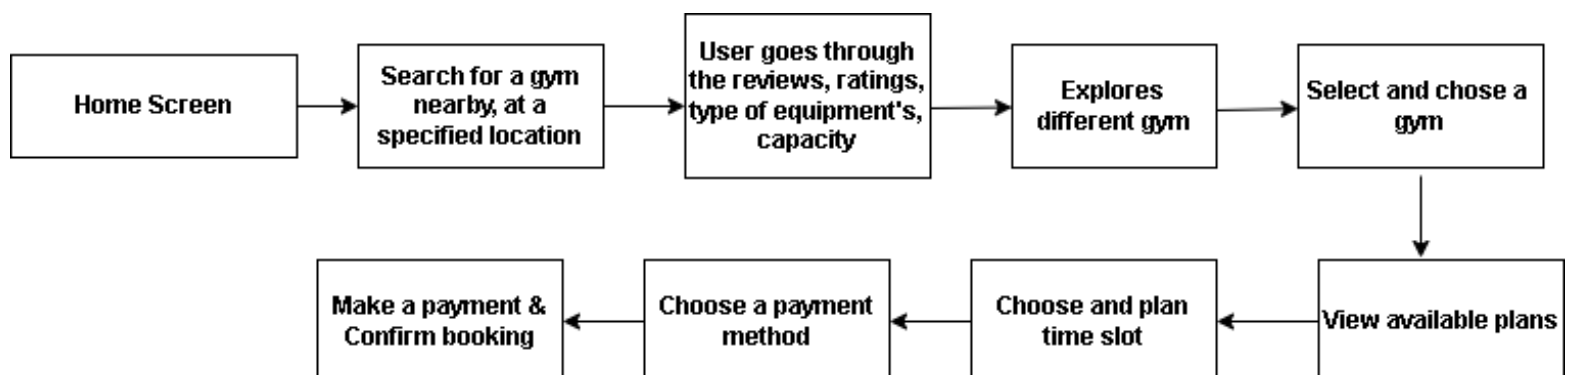 Home Screen
Search for a gym
nearby, at a
specified location
User goes through
the reviews, ratings,
type of equipment's,
capacity
Explores
different gym
Select and chose a
gym
View available plans
Choose and plan
time slot
Choose a payment
method
Make a payment &
Confirm booking